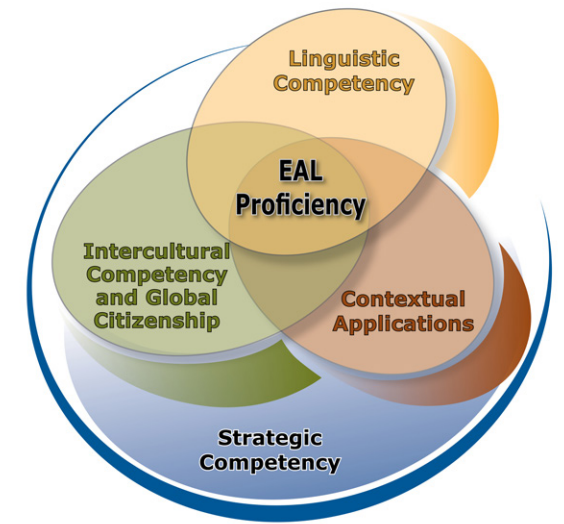 Linguistic
Competency
EAL
Proficiency
Intercultural
Competency
and Global
Citizenship
Contextual
Applications
Strategic
Competency